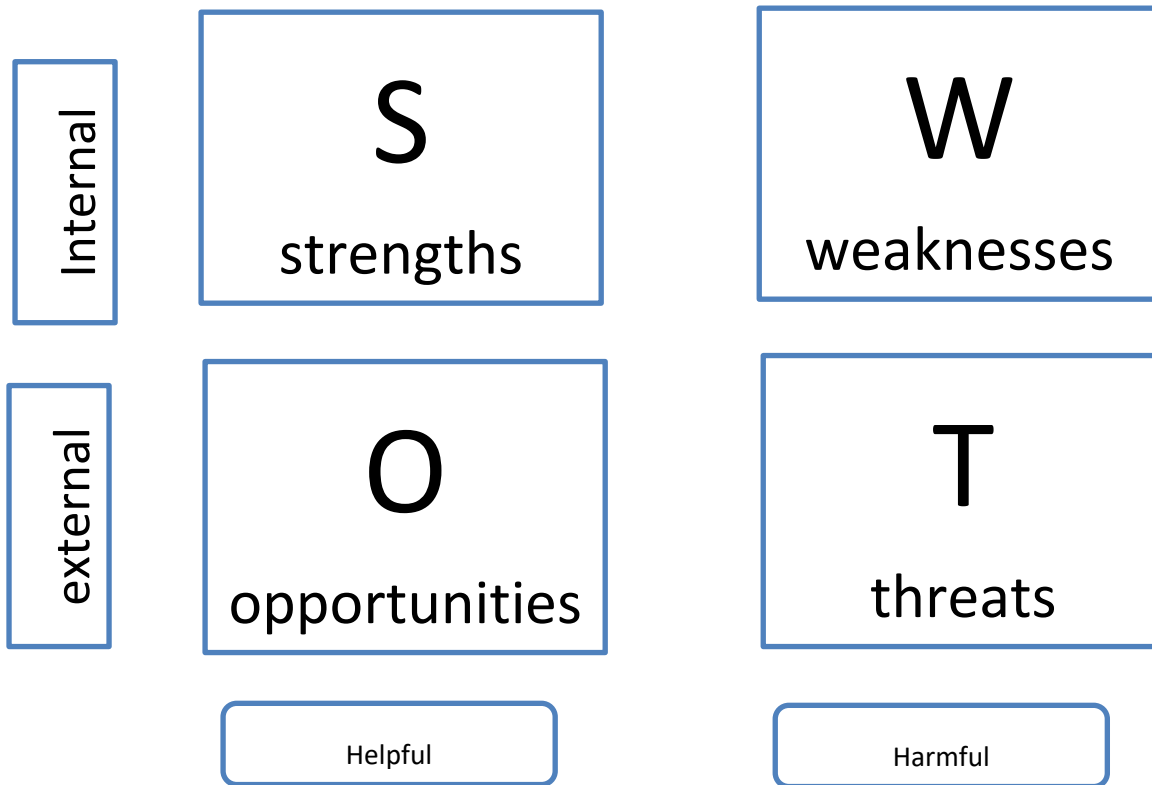 Internal
S
strengths
W
weaknesses
external
O
opportunities
T
threats
Helpful
Harmful